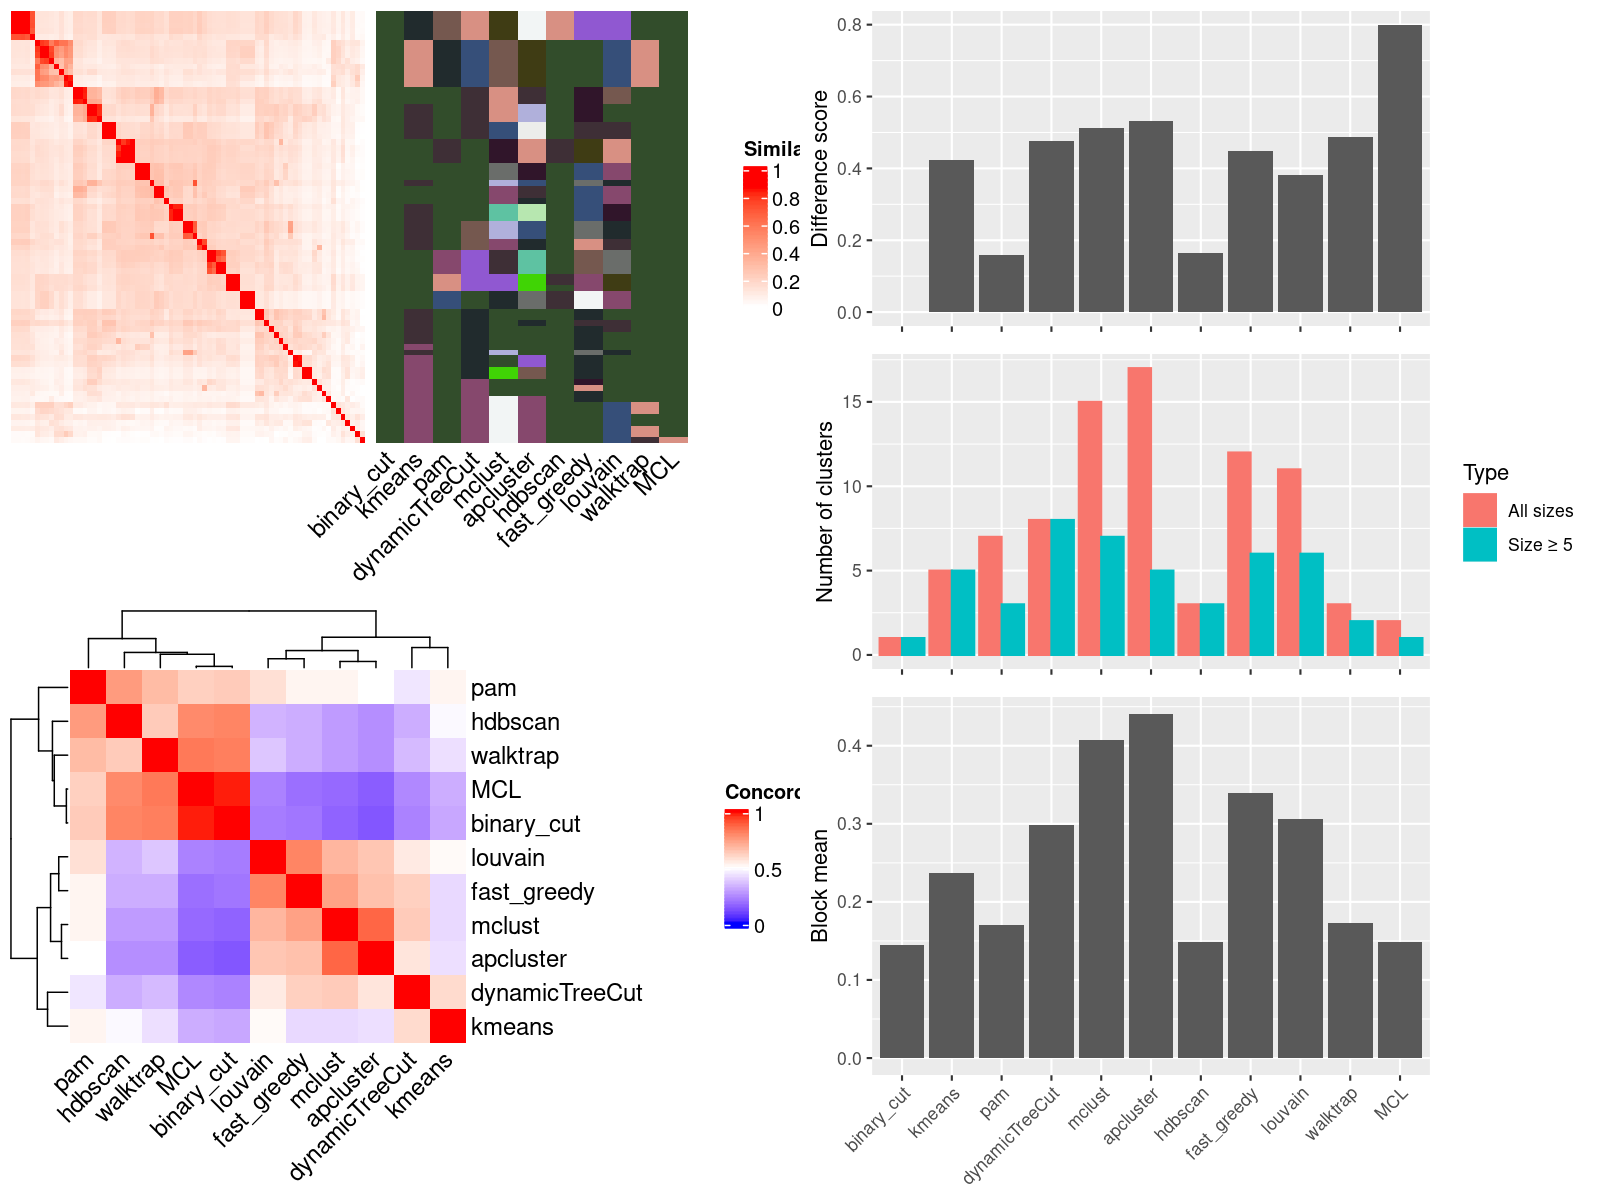 Simila
1
0.8
0.6
0.4
0.2
0
binary_cut
kmeans
pam
dynamicTreeCut
mclust
apcluster
hdbscan
fast_greedy
louvain
walktrap
MCL
Difference score
0.8
0.6
0.4
0.2
0.0
Number of clusters
15
10
5
0
Type
All sizes
Size ≥ 5
pam
hdbscan
walktrap
MCL
binary_cut
louvain
fast_greedy
mclust
apcluster
dynamicTreeCut
kmeans
pam
hdbscan
walktrap
MCL
binary_cut
louvain
fast_greedy
mclust
apcluster
dynamicTreeCut
kmeans
Concord
1
0.5
0
Block mean
0.4
0.3
0.2
0.1
0.0
binary_cut
kmeans
pam
dynamicTreeCut
mclust
apcluster
hdbscan
fast_greedy
louvain
walktrap
MCL